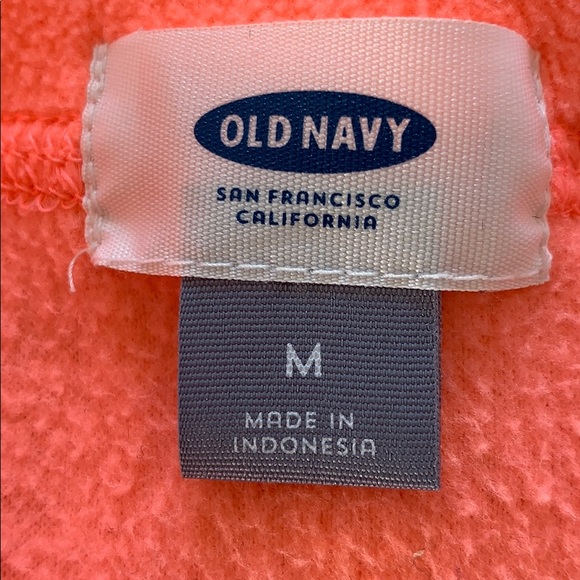 OLD NAVY
SAN FRANCISCO
CALIFORNIA
M
MADE IN
INDONESIA